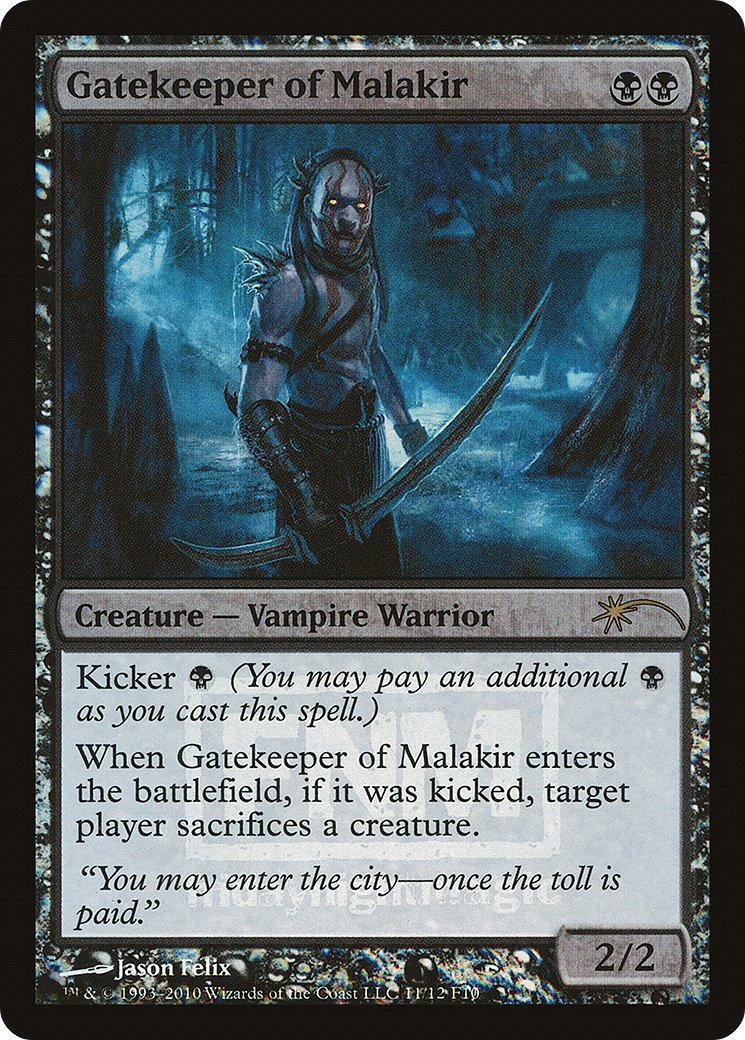 Gatekeeper of Malakir
Creature — Vampire Warrior
Kicker (You may pay an additional
as you cast this spell.)
When Gatekeeper of Malakir enters
the battlefield, if it was kicked, target
player sacrifices a creature.
“You may enter the city—once the toll is
paid.”
FNM
fridaynightmagic
2/2
Jason Felix
™ & © 1993–2010 Wizards of the Coast LLC 11/12 F10